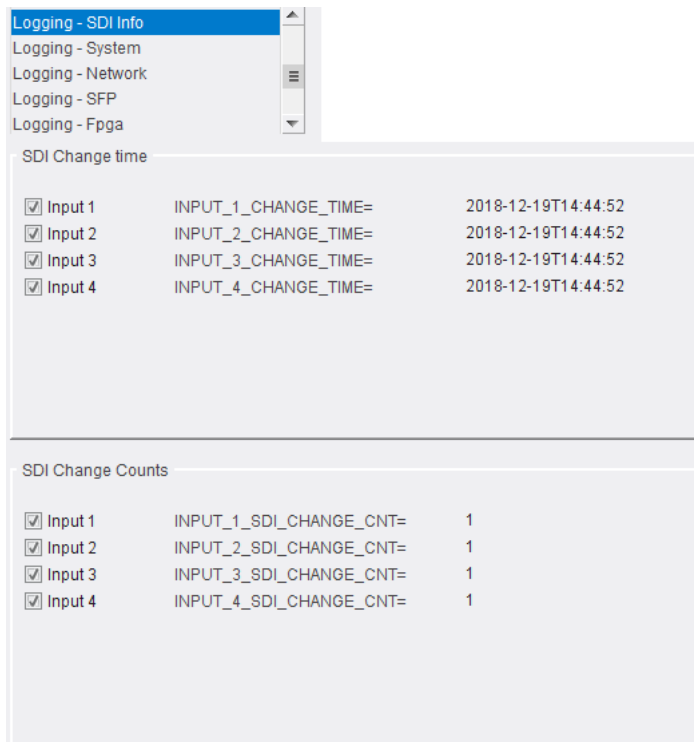 Logging - SDI Info
Logging - System
Logging - Network
Logging - SFP
Logging - Fpga
SDI Change time
Input 1 INPUT_1_CHANGE_TIME= 2018-12-19T14:44:52
Input 2 INPUT_2_CHANGE_TIME= 2018-12-19T14:44:52
Input 3 INPUT_3_CHANGE_TIME= 2018-12-19T14:44:52
Input 4 INPUT_4_CHANGE_TIME= 2018-12-19T14:44:52
SDI Change Counts
Input 1 INPUT_1_SDI_CHANGE_CNT= 1
Input 2 INPUT_2_SDI_CHANGE_CNT= 1
Input 3 INPUT_3_SDI_CHANGE_CNT= 1
Input 4 INPUT_4_SDI_CHANGE_CNT= 1